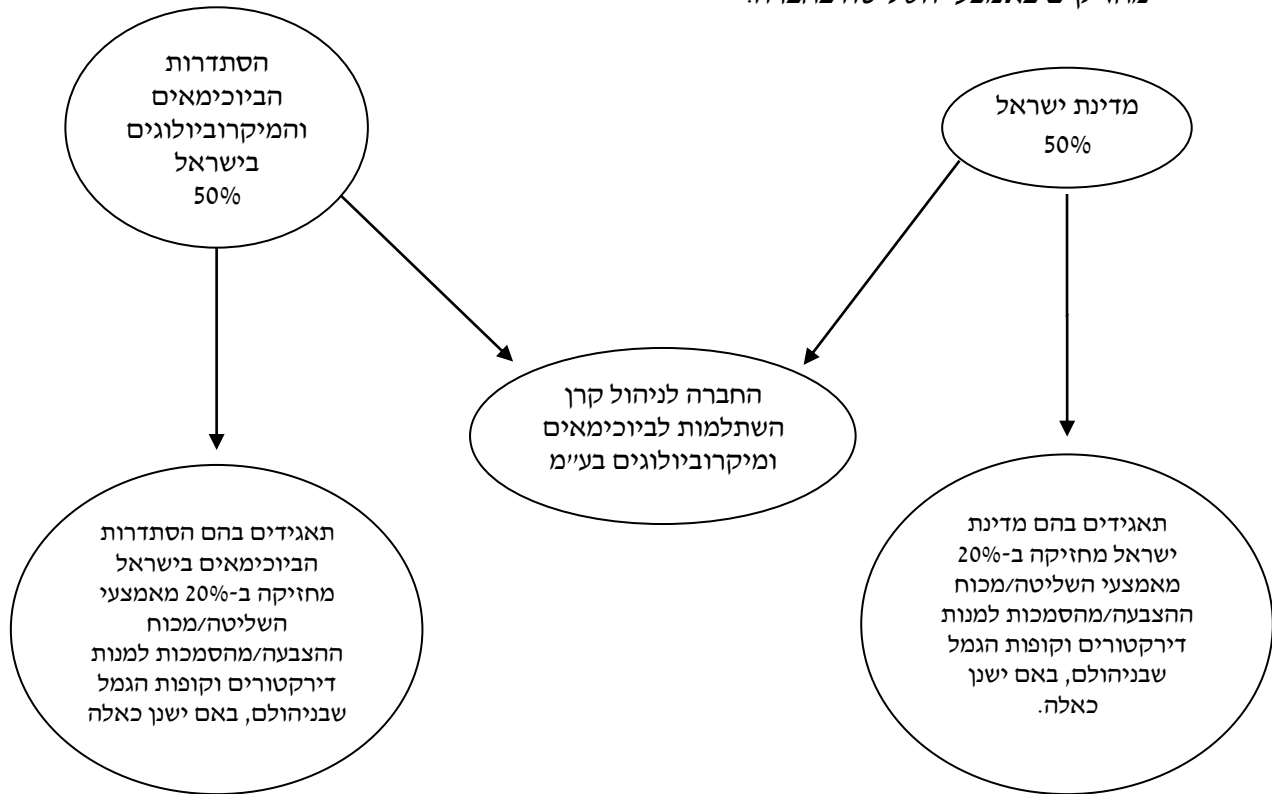 הסתדרות
הביוכימאים
והמיקרוביולוגים
בישראל
50%
מדינת ישראל
50%
החברה לניהול קרן
השתלמות לביוכימאים
ומיקרוביולוגים בע"מ
תאגידים בהם הסתדרות
הביוכימאים בישראל
מחזיקה ב-20% מאמצעי
השליטה/מכוח
ההצבעה/מהסמכות למנות
דירקטורים וקופות הגמל
שבניהולם, באם ישנן כאלה
תאגידים בהם מדינת
ישראל מחזיקה ב-20%
מאמצעי השליטה/מכוח
ההצבעה/מהסמכות למנות
דירקטורים וקופות הגמל
שבניהולם, באם ישנן
כאלה.